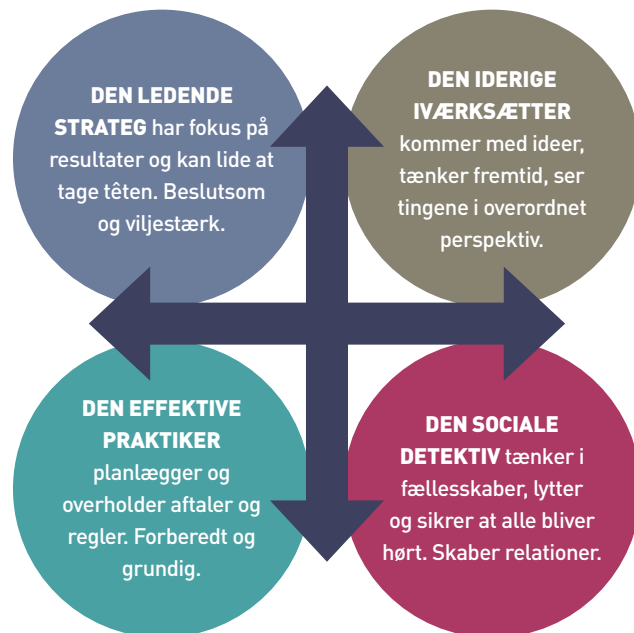 DEN LEDENDE
STRATEG har fokus på
resultater og kan lide at
tage têten. Beslutsom
og viljestærk.
DEN IDERIGE
IVÆRKSÆTTER
kommer med ideer,
tænker fremtid, ser
tingene i overordnet
perspektiv.
DEN EFFEKTIVE
PRAKTIKER
planlægger og
overholder aftaler og
regler. Forberedt og
grundig.
DEN SOCIALE
DETEKTIV tænker i
fællesskaber, lytter
og sikrer at alle bliver
hørt. Skaber relationer.